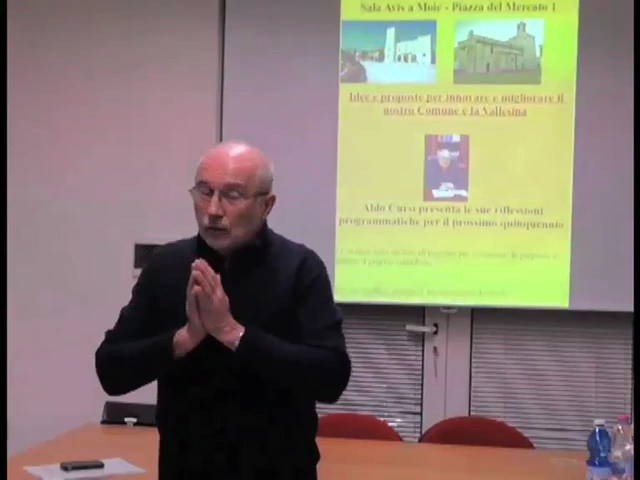 Sala Avis a Moie - Piazza del Mercato 1
Idee e proposte per innovare e migliorare il
nostro Comune e la Vallesina
Aldo Cursi presenta le sue riflessioni
programmatiche per il prossimo quinquennio